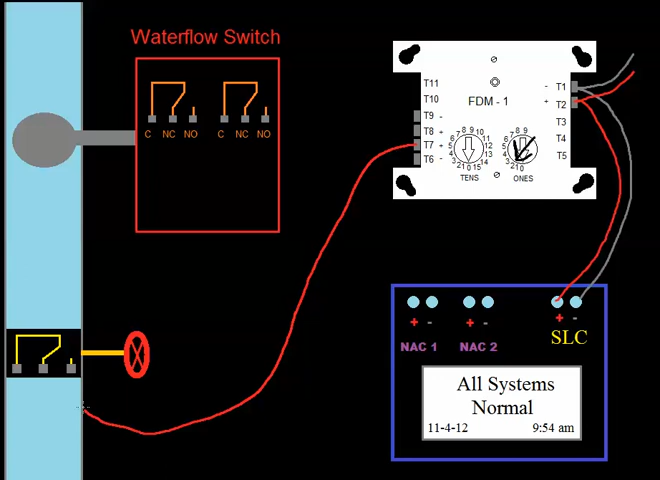 Waterflow Switch
C NC NO C NC NO
FDM - 1
T11
T10
T9 -
T8 +
T7 +
T6 -
- T1
+ T2
T3
T4
T5
TENS
ONES
+ - + - + -
NAC 1 NAC 2 SLC
All Systems
Normal
11-4-12 9:54 am